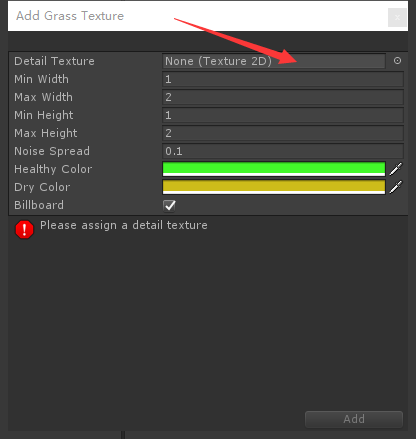 Add Grass Texture
x
Detail Texture None (Texture 2D)
Min Width 1
Max Width 2
Min Height 1
Max Height 2
Noise Spread 0.1
Healthy Color
Dry Color
Billboard
Please assign a detail texture
Add